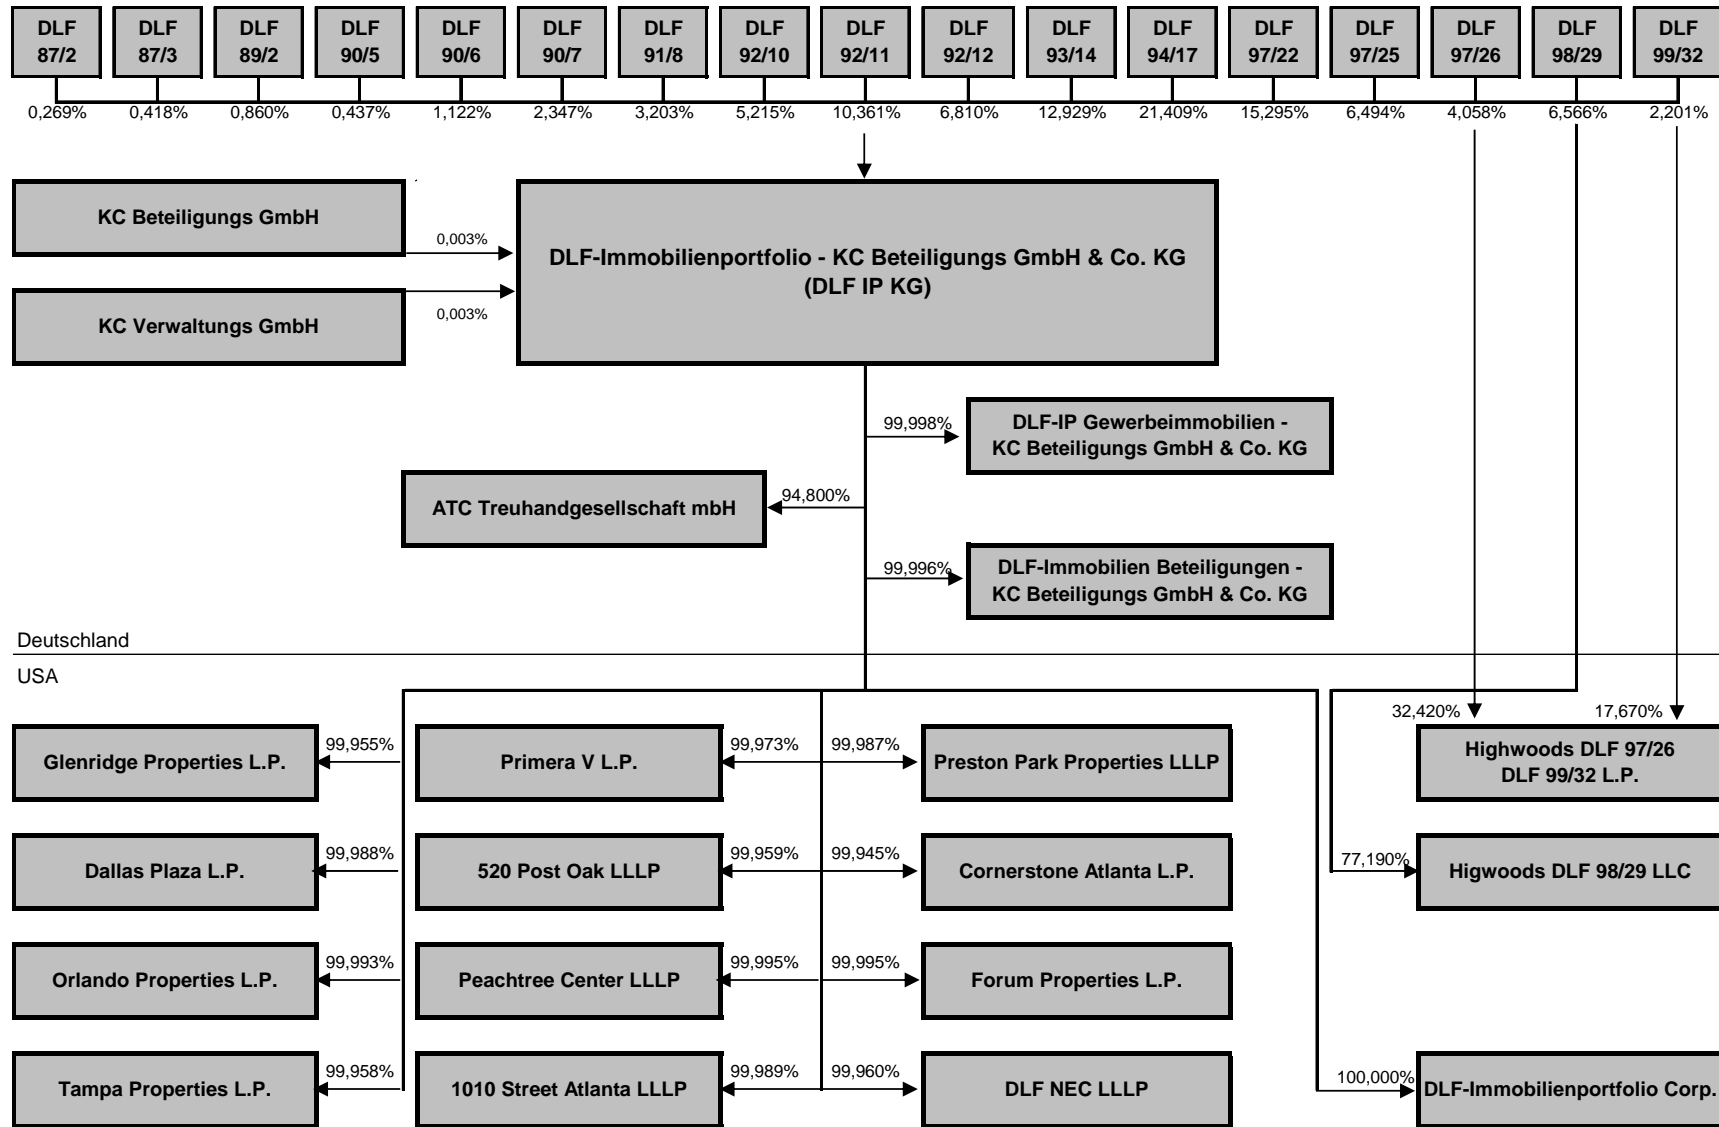 DLF
87/2
DLF
87/3
DLF
89/2
DLF
90/5
DLF
90/6
DLF
90/7
DLF
91/8
DLF
92/10
DLF
92/11
DLF
92/12
DLF
93/14
DLF
94/17
DLF
97/22
DLF
97/25
DLF
97/26
DLF
98/29
DLF
99/32
0,269%
0,418%
0,860%
0,437%
1,122%
2,347%
3,203%
5,215%
10,361%
6,810%
12,929%
21,409%
15,295%
6,494%
4,058%
6,566%
2,201%
KC Beteiligungs GmbH
0,003%
KC Verwaltungs GmbH
0,003%
DLF-Immobilienportfolio - KC Beteiligungs GmbH & Co. KG
(DLF IP KG)
99,998%
DLF-IP Gewerbeimmobilien -
KC Beteiligungs GmbH & Co. KG
ATC Treuhandgesellschaft mbH
94,800%
99,996%
DLF-Immobilien Beteiligungen -
KC Beteiligungs GmbH & Co. KG
Deutschland
USA
32,420%
17,670%
Glenridge Properties L.P.
99,955%
Primera V L.P.
99,973%
99,987%
Preston Park Properties LLLP
Highwoods DLF 97/26
DLF 99/32 L.P.
Dallas Plaza L.P.
99,988%
520 Post Oak LLLP
99,959%
99,945%
Cornerstone Atlanta L.P.
77,190%
Higwoods DLF 98/29 LLC
Orlando Properties L.P.
99,993%
Peachtree Center LLLP
99,995%
99,995%
Forum Properties L.P.
Tampa Properties L.P.
99,958%
1010 Street Atlanta LLLP
99,989%
99,960%
DLF NEC LLLP
100,000%
DLF-Immobilienportfolio Corp.